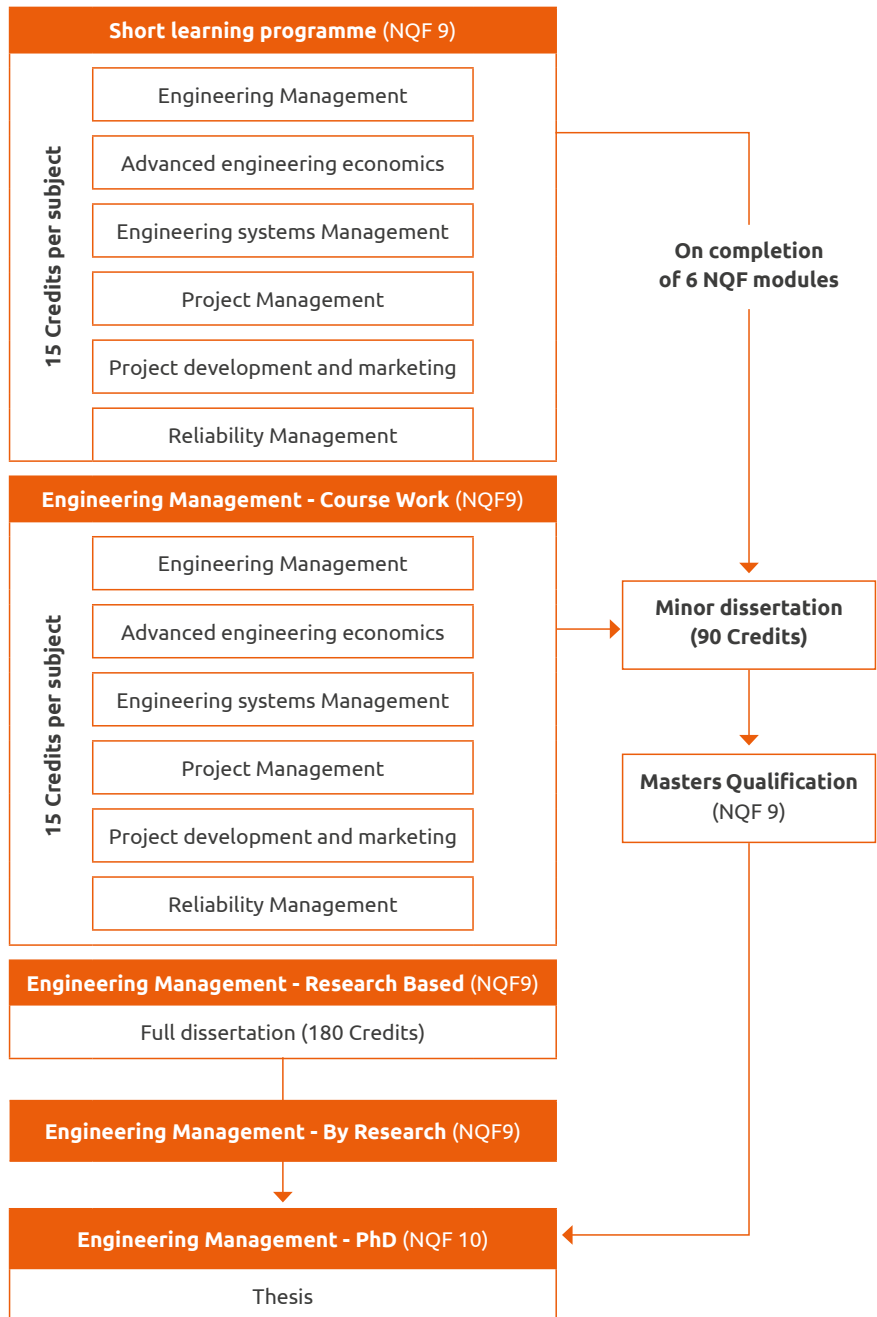 Short learning programme (NQF 9)
15 Credits per subject
Engineering Management
Advanced engineering economics
Engineering systems Management
Project Management
Project development and marketing
Reliability Management
On completion
of 6 NQF modules
Engineering Management - Course Work (NQF9)
15 Credits per subject
Engineering Management
Advanced engineering economics
Engineering systems Management
Project Management
Project development and marketing
Reliability Management
Minor dissertation
(90 Credits)
Masters Qualification
(NQF 9)
Engineering Management - Research Based (NQF9)
Full dissertation (180 Credits)
Engineering Management - By Research (NQF9)
Engineering Management - PhD (NQF 10)
Thesis